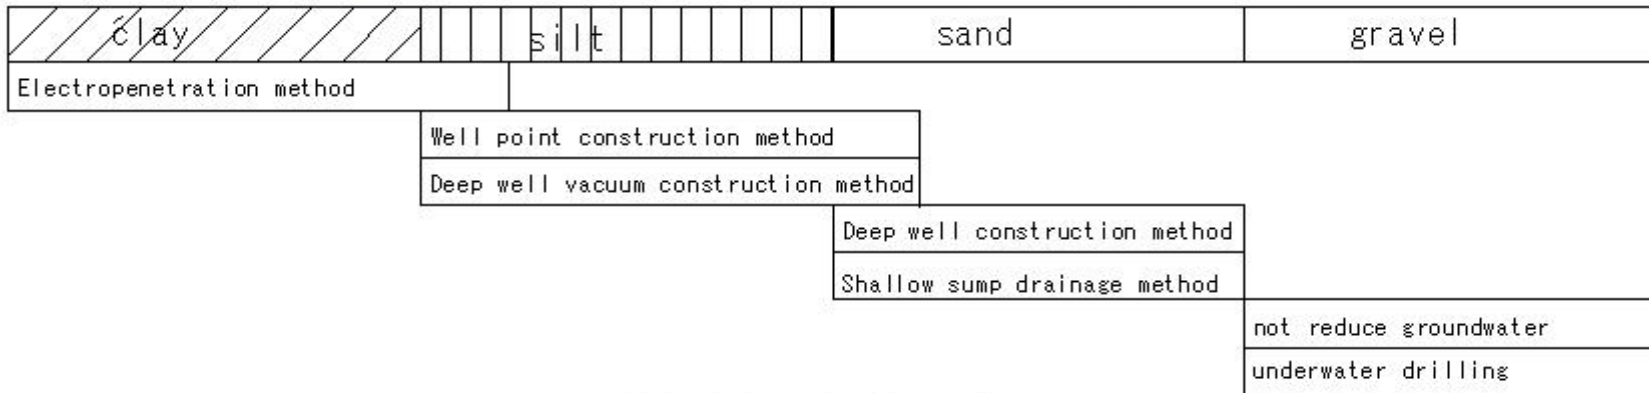 clay silt sand gravel
Electropenetration method
Well point construction method
Deep well vacuum construction method
Deep well construction method
Shallow sump drainage method
not reduce groundwater
underwater drilling